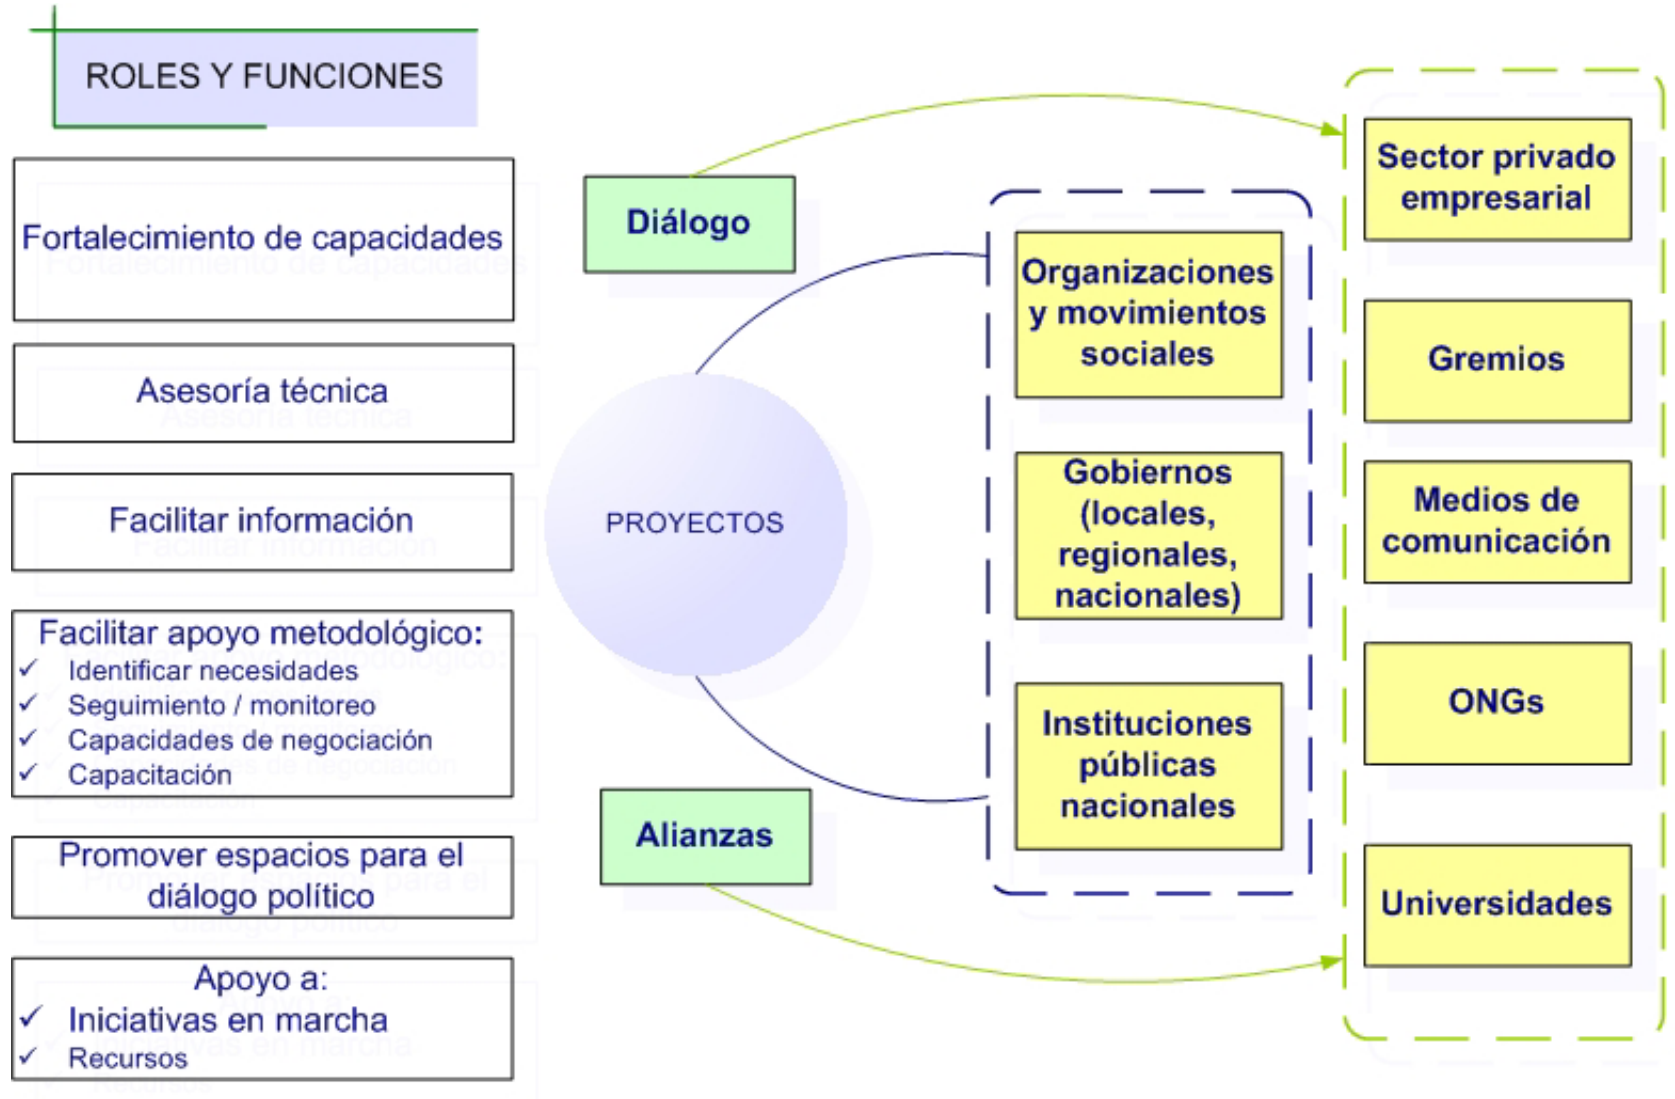 ROLES Y FUNCIONES
Fortalecimiento de capacidades
Asesoría técnica
Facilitar información
Facilitar apoyo metodológico:
✓ Identificar necesidades
✓ Seguimiento / monitoreo
✓ Capacidades de negociación
✓ Capacitación
Promover espacios para el
diálogo político
Apoyo a:
✓ Iniciativas en marcha
✓ Recursos
Diálogo
PROYECTOS
Alianzas
Organizaciones
y movimientos
sociales
Gobiernos
(locales,
regionales,
nacionales)
Instituciones
públicas
nacionales
Sector privado
empresarial
Gremios
Medios de
comunicación
ONGs
Universidades